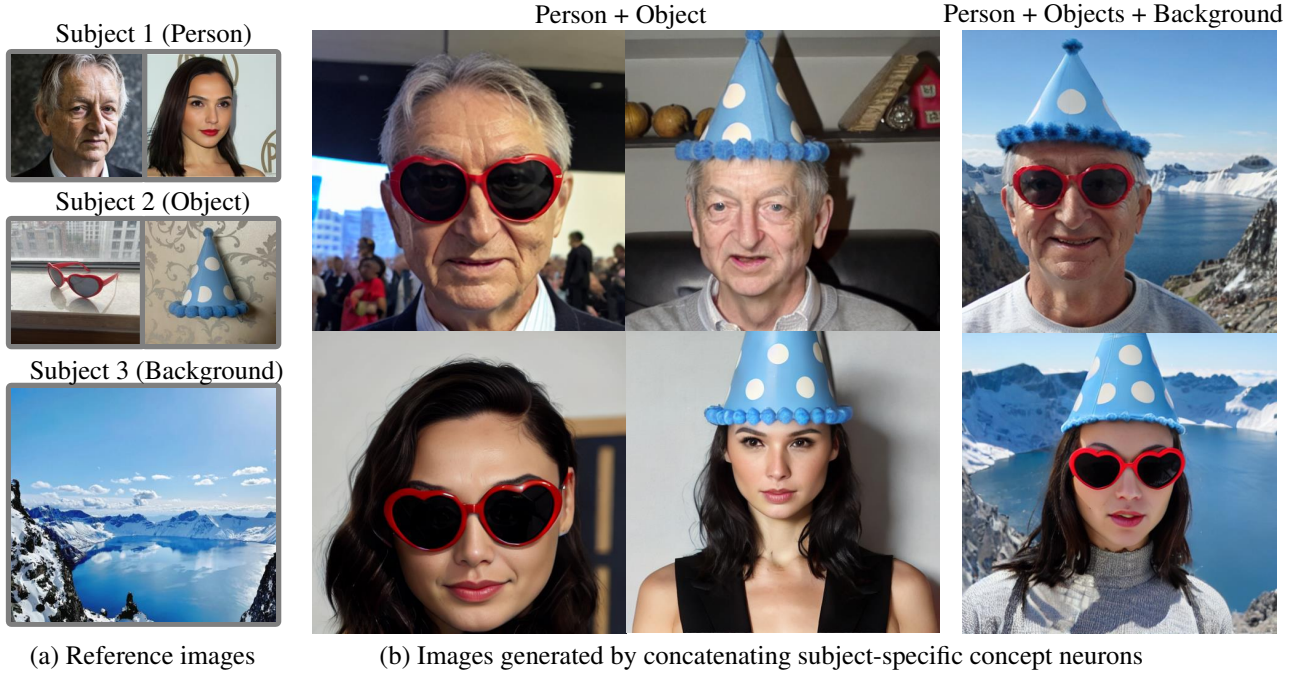 Subject 1 (Person)
Subject 2 (Object)
Subject 3 (Background)
(a) Reference images
Person + Object
Person + Objects + Background
(b) Images generated by concatenating subject-specific concept neurons